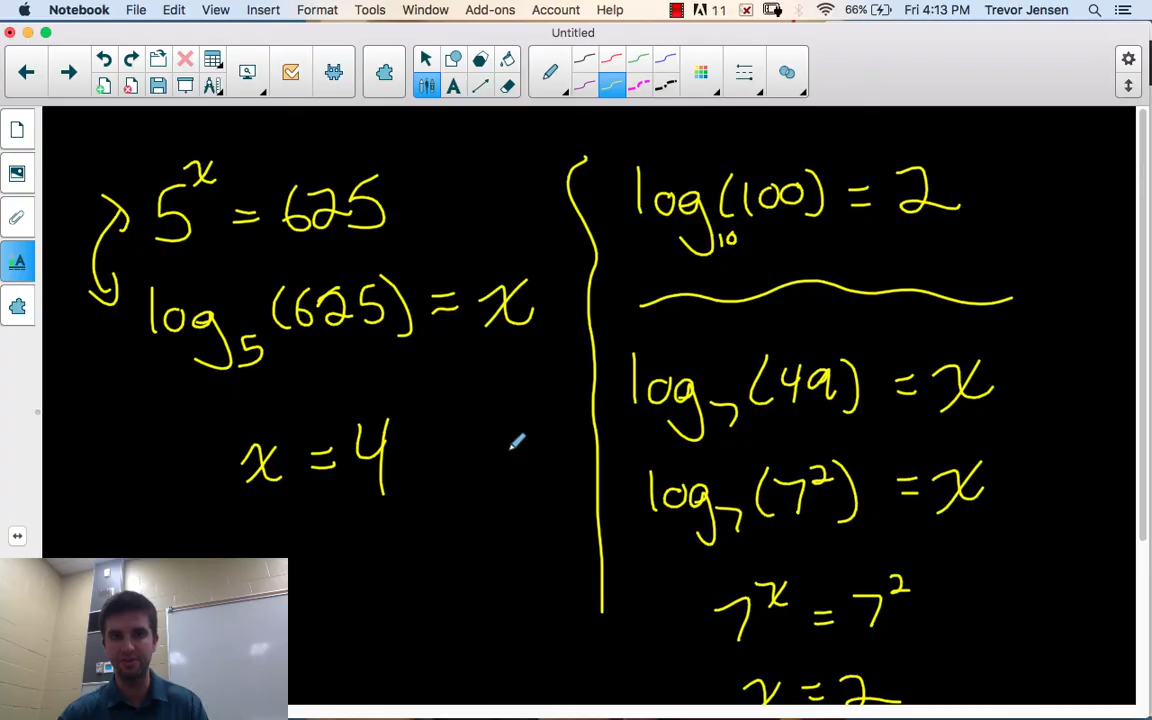 Notebook File Edit View Insert Format Tools Window Add-ons Account Help 11 66% Fri 4:13 PM Trevor Jensen
Untitled
5^x = 625
log_5 (625) = x
x = 4
log_10 (100) = 2
log_7 (49) = x
log_7 (7^2) = x
7^x = 7^2
x = 2